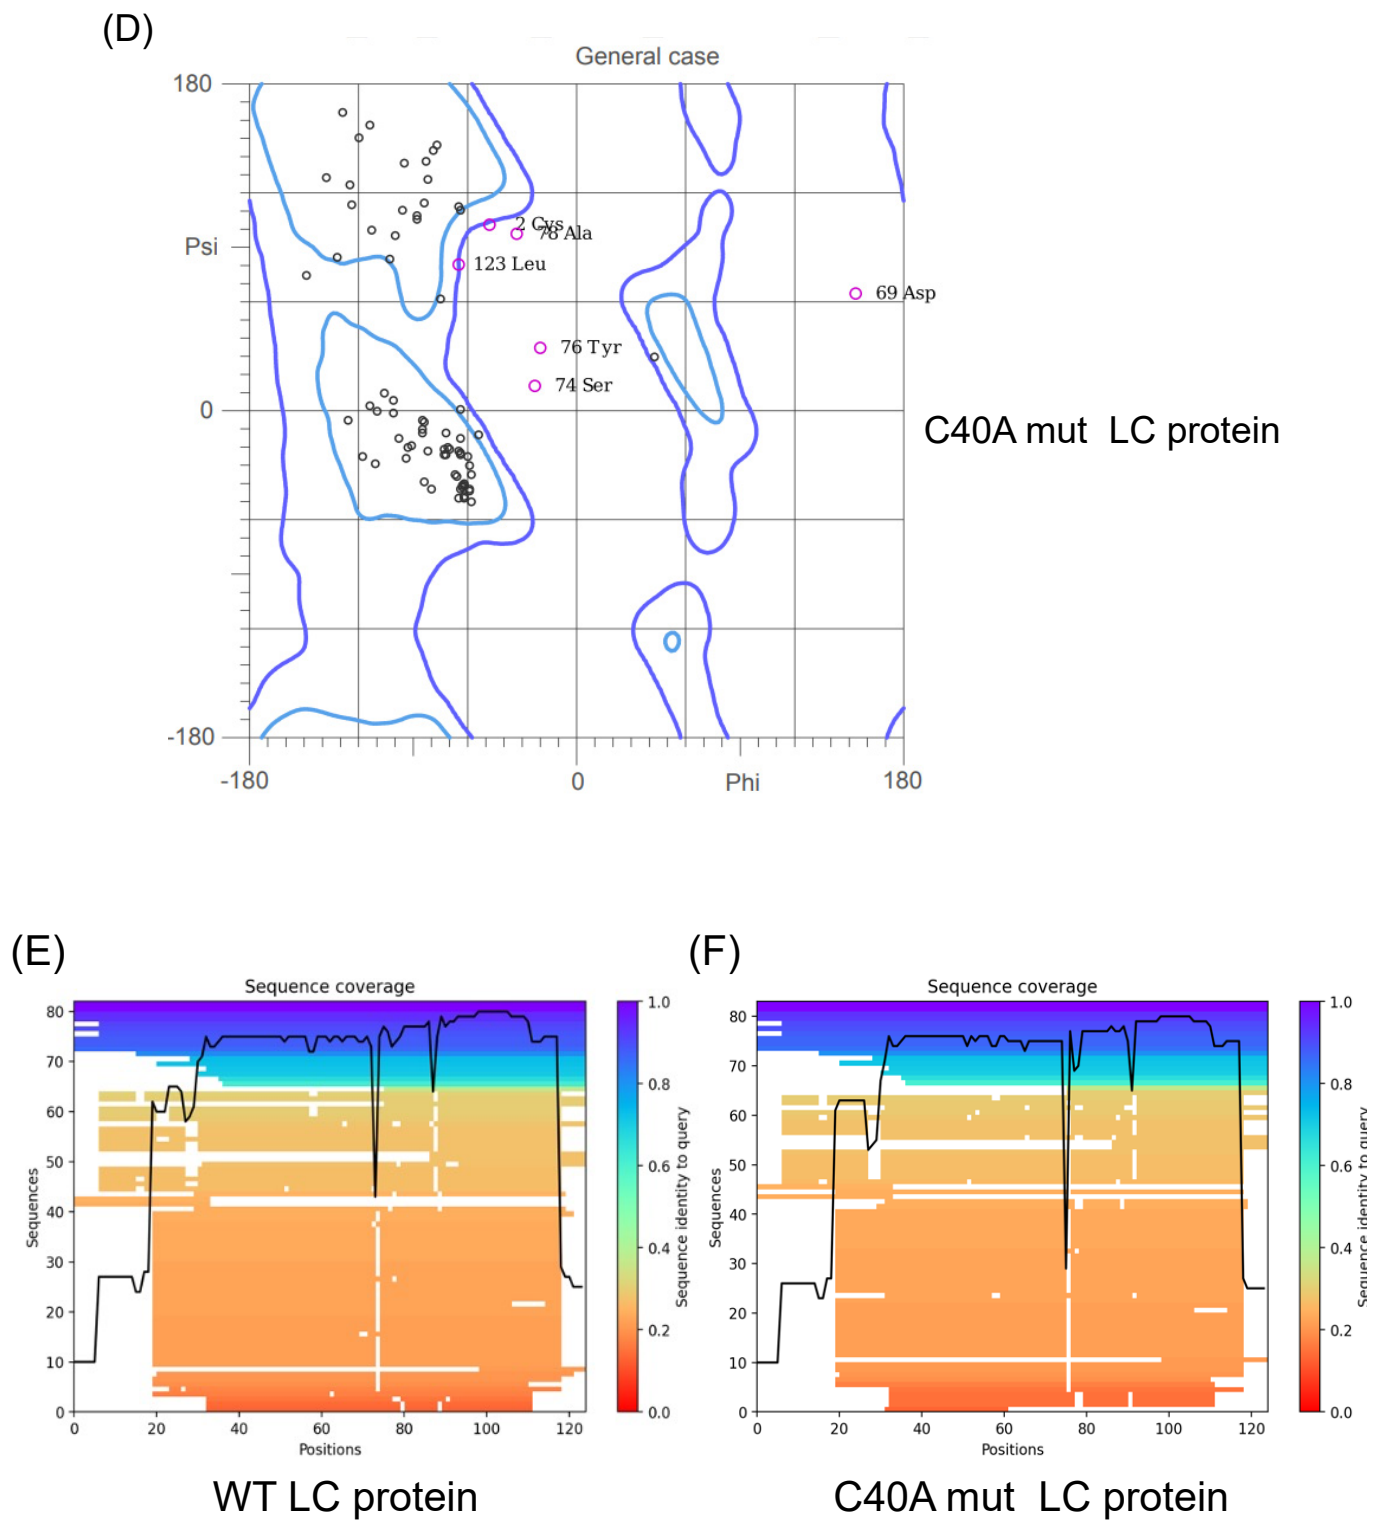 (D)
General case
180
Psi
0
-180
-180
0
Phi
180
2 Cys
78 Ala
123 Leu
69 Asp
76 Tyr
74 Ser
C40A mut LC protein
(E)
Sequence coverage
Sequences
80
70
60
50
40
30
20
10
0
0 20 40 60 80 100 120
Positions
1.0
0.8
0.6
0.4
0.2
0.0
Sequence identity to query
WT LC protein
(F)
Sequence coverage
Sequences
80
70
60
50
40
30
20
10
0
0 20 40 60 80 100 120
Positions
1.0
0.8
0.6
0.4
0.2
0.0
Sequence identity to query
C40A mut LC protein